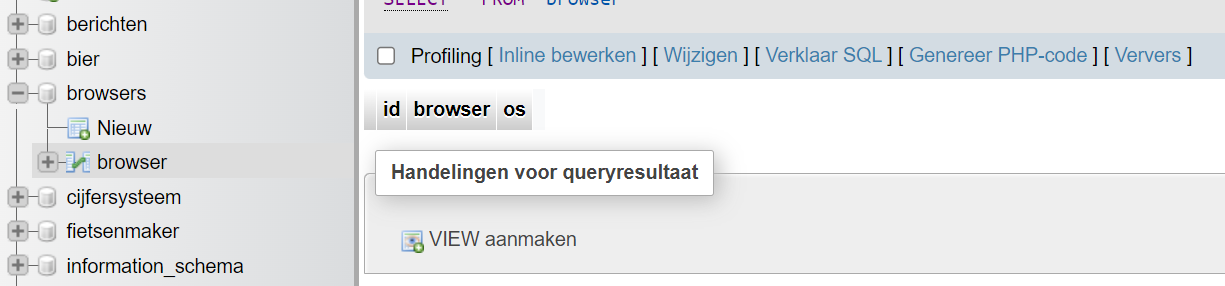 SELECT * FROM `browser`
berichten
bier
browsers
Nieuw
browser
cijfersysteem
fietsenmaker
information_schema
Profiling [ Inline bewerken ] [ Wijzigen ] [ Verklaar SQL ] [ Genereer PHP-code ] [ Ververs ]
id browser os
Handelingen voor queryresultaat
VIEW aanmaken